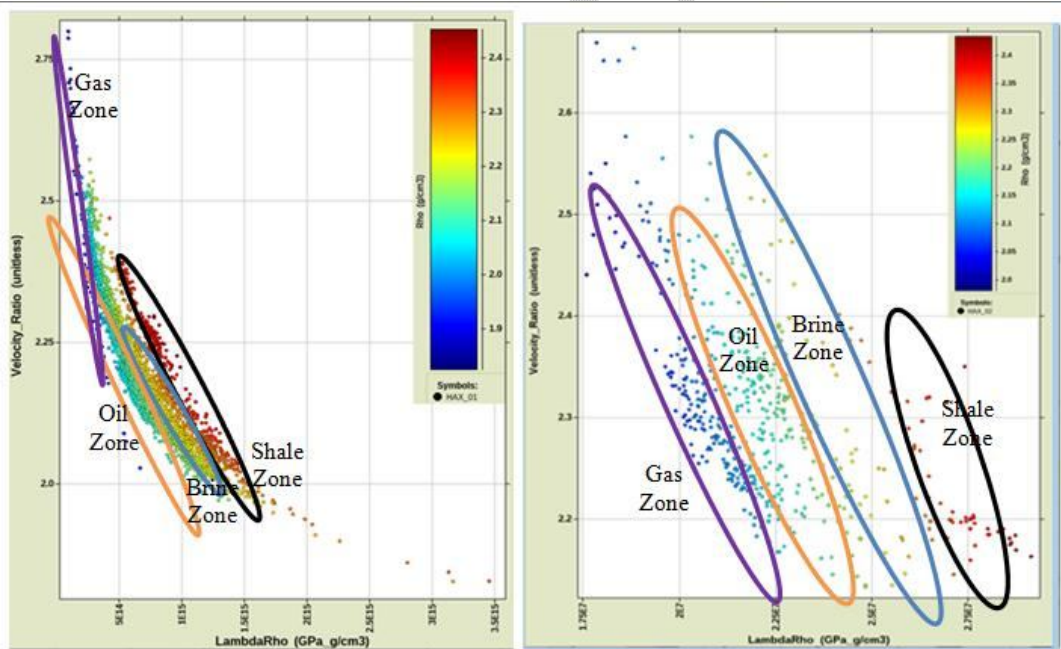 2.75
2.5
2.25
2.0
Velocity_Ratio (unitless)
5E14
1E15
1.5E15
2E15
2.5E15
3E15
3.5E15
LambdaRho (GPa_g/cm3)
Gas
Zone
Oil
Zone
Brine
Zone
Shale
Zone
2.4
2.3
2.2
2.1
2.0
1.9
Rho (g/cm3)
Symbols:
HAX_01
2.6
2.5
2.4
2.3
2.2
Velocity_Ratio (unitless)
1.75E7
2E7
2.25E7
2.5E7
2.75E7
LambdaRho (GPa_g/cm3)
Gas
Zone
Oil
Zone
Brine
Zone
Shale
Zone
2.4
2.35
2.3
2.25
2.2
2.15
2.1
2.05
2.0
Rho (g/cm3)
Symbols:
HAX_02